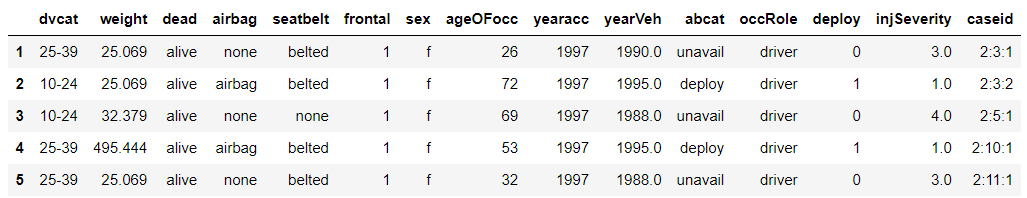 dvcat weight dead airbag seatbelt frontal sex ageOFocc yearacc yearVeh abcat occRole deploy injSeverity caseid
1 25-39 25.069 alive none belted 1 f 26 1997 1990.0 unavail driver 0 3.0 2:3:1
2 10-24 25.069 alive airbag belted 1 f 72 1997 1995.0 deploy driver 1 1.0 2:3:2
3 10-24 32.379 alive none none 1 f 69 1997 1988.0 unavail driver 0 4.0 2:5:1
4 25-39 495.444 alive airbag belted 1 f 53 1997 1995.0 deploy driver 1 1.0 2:10:1
5 25-39 25.069 alive none belted 1 f 32 1997 1988.0 unavail driver 0 3.0 2:11:1